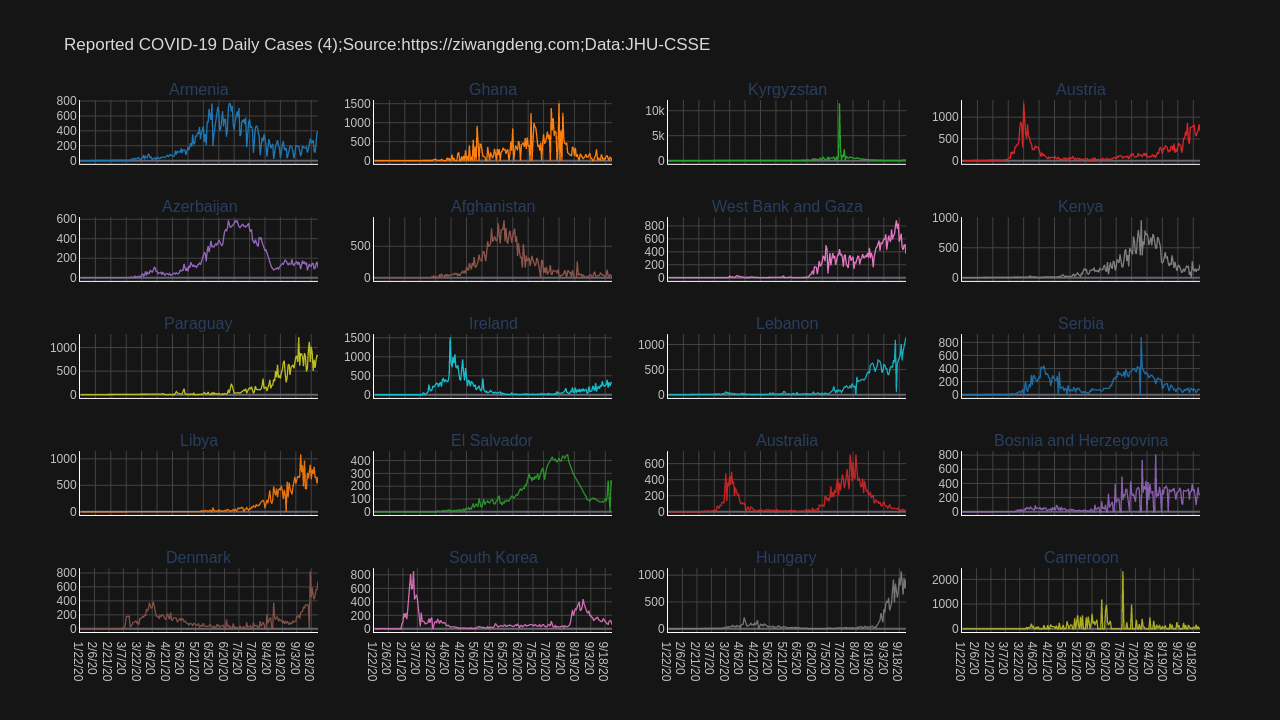 Reported COVID-19 Daily Cases (4);Source:https://ziwangdeng.com;Data:JHU-CSSE
Armenia Ghana Kyrgyzstan Austria
800 600 400 200 0
1500 1000 500 0
10k 5k 0
1000 500 0
Azerbaijan Afghanistan West Bank and Gaza Kenya
600 400 200 0
500 0
800 600 400 200 0
1000 500 0
Paraguay Ireland Lebanon Serbia
1000 500 0
1500 1000 500 0
1000 500 0
800 600 400 200 0
Libya El Salvador Australia Bosnia and Herzegovina
1000 500 0
400 300 200 100 0
600 400 200 0
800 600 400 200 0
Denmark South Korea Hungary Cameroon
800 600 400 200 0
800 600 400 200 0
1000 500 0
2000 1000 0
1/22/20 2/6/20 2/21/20 3/7/20 3/22/20 4/6/20 4/21/20 5/6/20 5/21/20 6/5/20 6/20/20 7/5/20 7/20/20 8/4/20 8/19/20 9/3/20 9/18/20
1/22/20 2/6/20 2/21/20 3/7/20 3/22/20 4/6/20 4/21/20 5/6/20 5/21/20 6/5/20 6/20/20 7/5/20 7/20/20 8/4/20 8/19/20 9/3/20 9/18/20
1/22/20 2/6/20 2/21/20 3/7/20 3/22/20 4/6/20 4/21/20 5/6/20 5/21/20 6/5/20 6/20/20 7/5/20 7/20/20 8/4/20 8/19/20 9/3/20 9/18/20
1/22/20 2/6/20 2/21/20 3/7/20 3/22/20 4/6/20 4/21/20 5/6/20 5/21/20 6/5/20 6/20/20 7/5/20 7/20/20 8/4/20 8/19/20 9/3/20 9/18/20